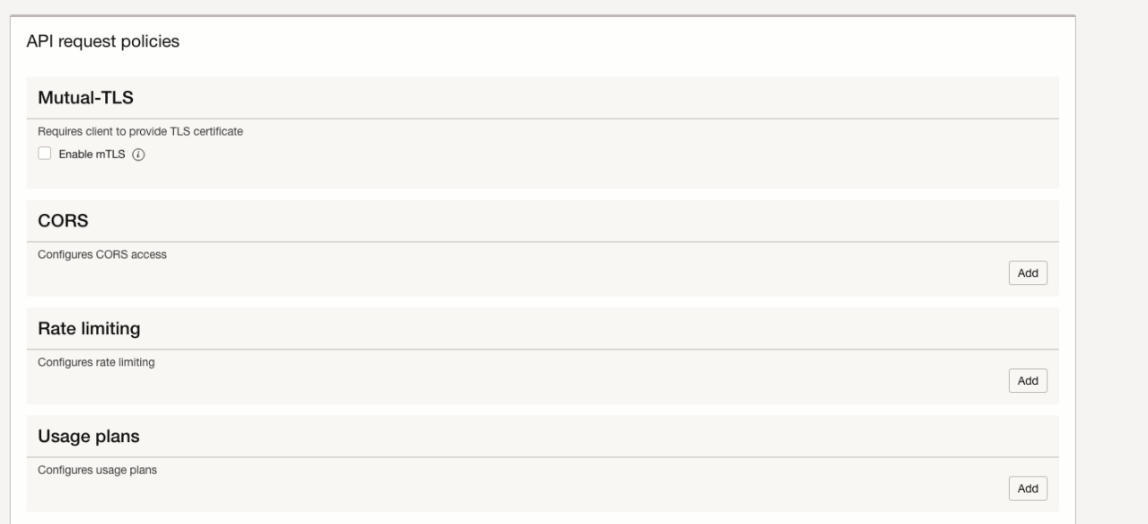 API request policies
Mutual-TLS
Requires client to provide TLS certificate
Enable mTLS
CORS
Configures CORS access
Add
Rate limiting
Configures rate limiting
Add
Usage plans
Configures usage plans
Add